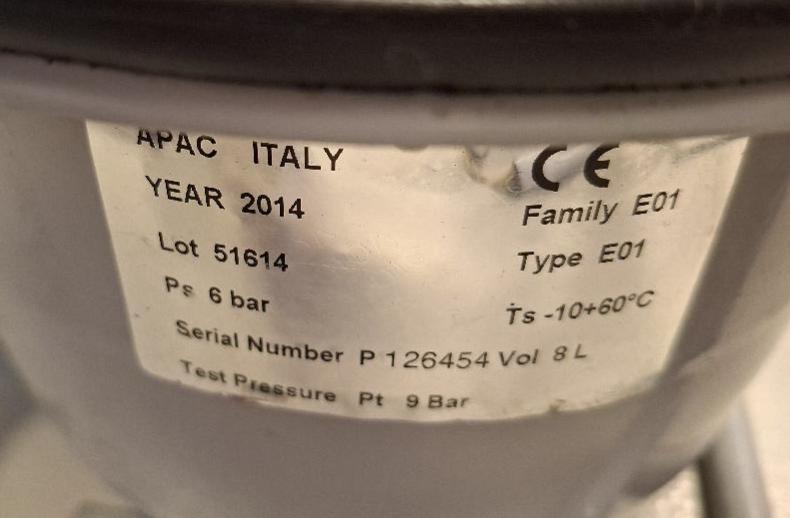 APAC ITALY CE
YEAR 2014 Family E01
Lot 51614 Type E01
Ps 6 bar Ts -10+60°C
Serial Number P 126454 Vol 8 L
Test Pressure Pt 9 Bar